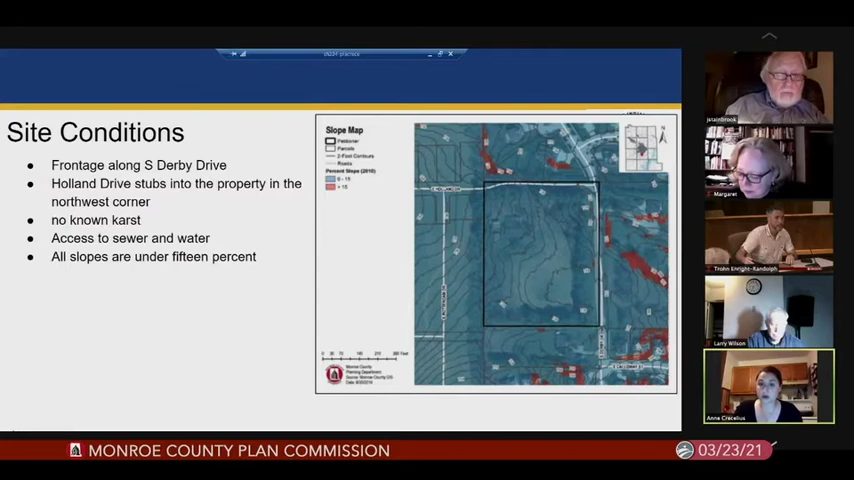 Site Conditions
Frontage along S Derby Drive
Holland Drive stubs into the property in the
northwest corner
no known karst
Access to sewer and water
All slopes are under fifteen percent
Slope Map
Petitioner
Parcels
2-Foot Contours
Roads
Percent Slope (2010)
0 - 15
> 15
N
Monroe County
Planning Department
jstainbrook
Margaret
Trohn Enright-Randolph
Larry Wilson
Anne Crecelius
MONROE COUNTY PLAN COMMISSION
03/23/21